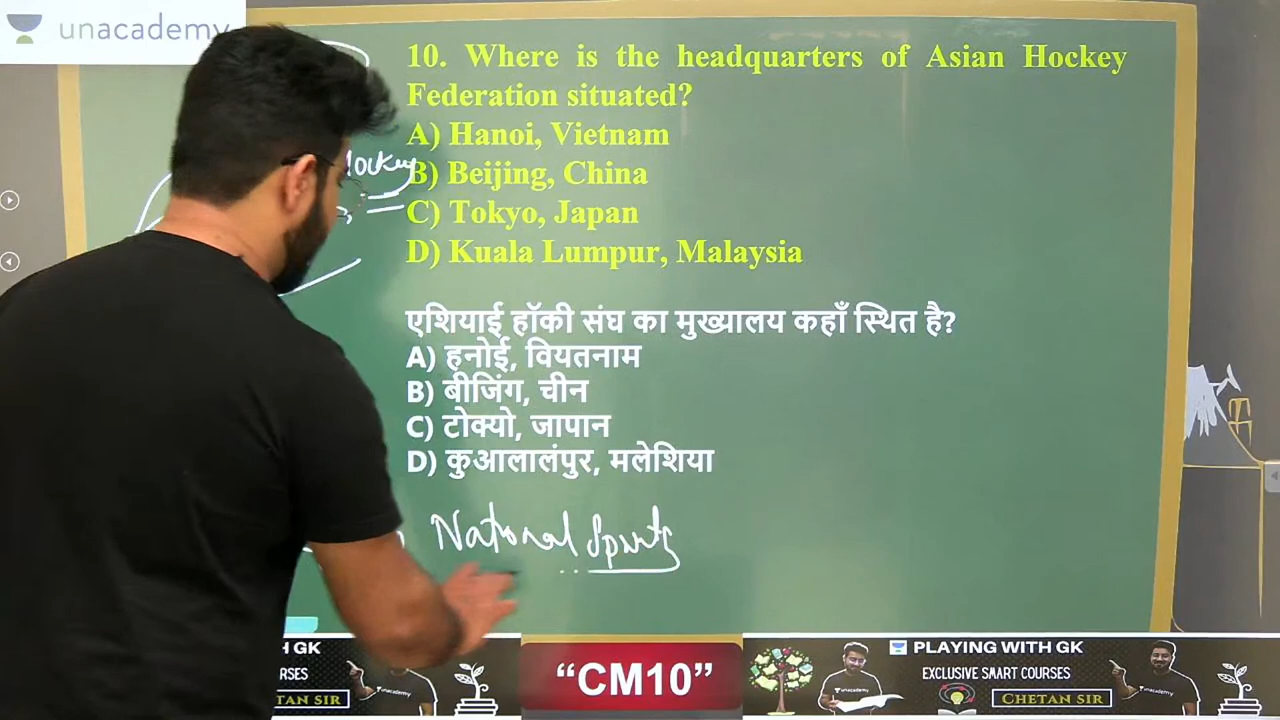 unacademy
10. Where is the headquarters of Asian Hockey
Federation situated?
A) Hanoi, Vietnam
B) Beijing, China
C) Tokyo, Japan
D) Kuala Lumpur, Malaysia
एशियाई हॉकी संघ का मुख्यालय कहाँ स्थित है?
A) हनोई, वियतनाम
B) बीजिंग, चीन
C) टोक्यो, जापान
D) कुआलालंपुर, मलेशिया
National Sports
GK
“CM10”
PLAYING WITH GK
EXCLUSIVE SMART COURSES
unacademy
CHETAN SIR